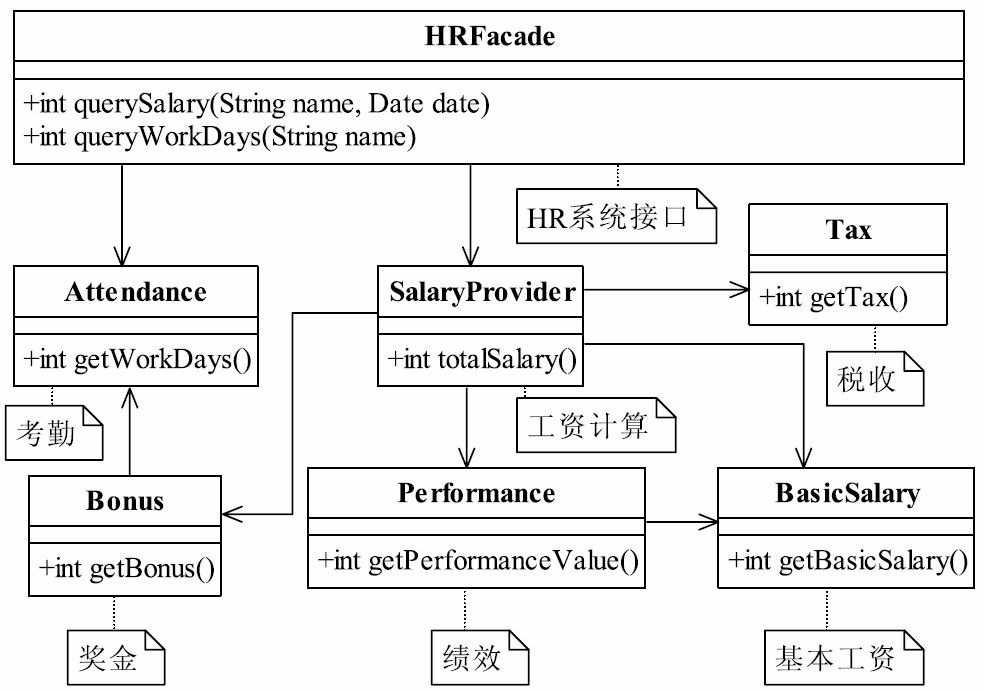 HRFacade
+int querySalary(String name, Date date)
+int queryWorkDays(String name)
HR系统接口
Tax
+int getTax()
税收
Attendance
+int getWorkDays()
考勤
SalaryProvider
+int totalSalary()
工资计算
Bonus
+int getBonus()
奖金
Performance
+int getPerformanceValue()
绩效
BasicSalary
+int getBasicSalary()
基本工资